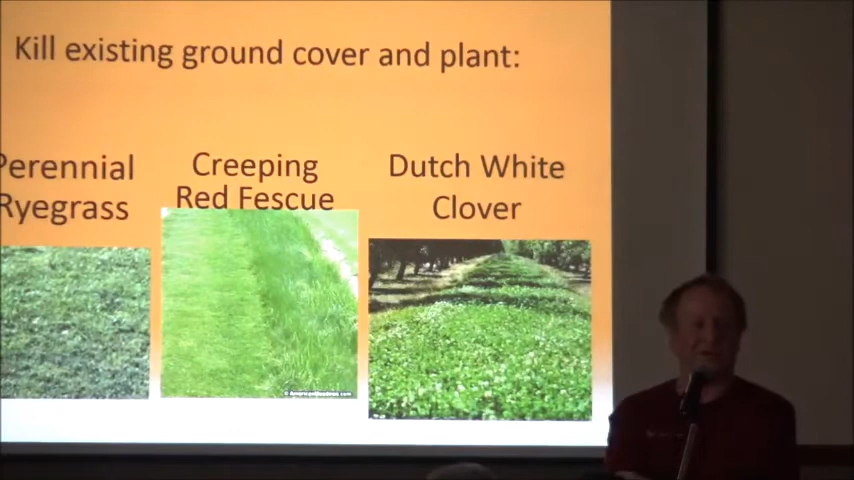 Kill existing ground cover and plant:
Perennial
Ryegrass
Creeping
Red Fescue
Dutch White
Clover